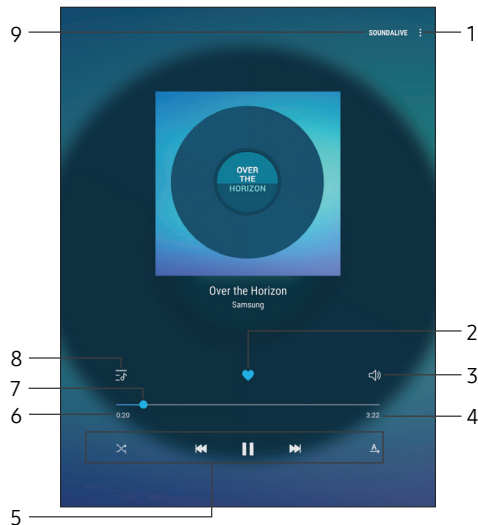 9
SOUNDALIVE
1
OVER
THE
HORIZON
Over the Horizon
Samsung
2
8
3
7
6
0:20
3:22
4
A
5